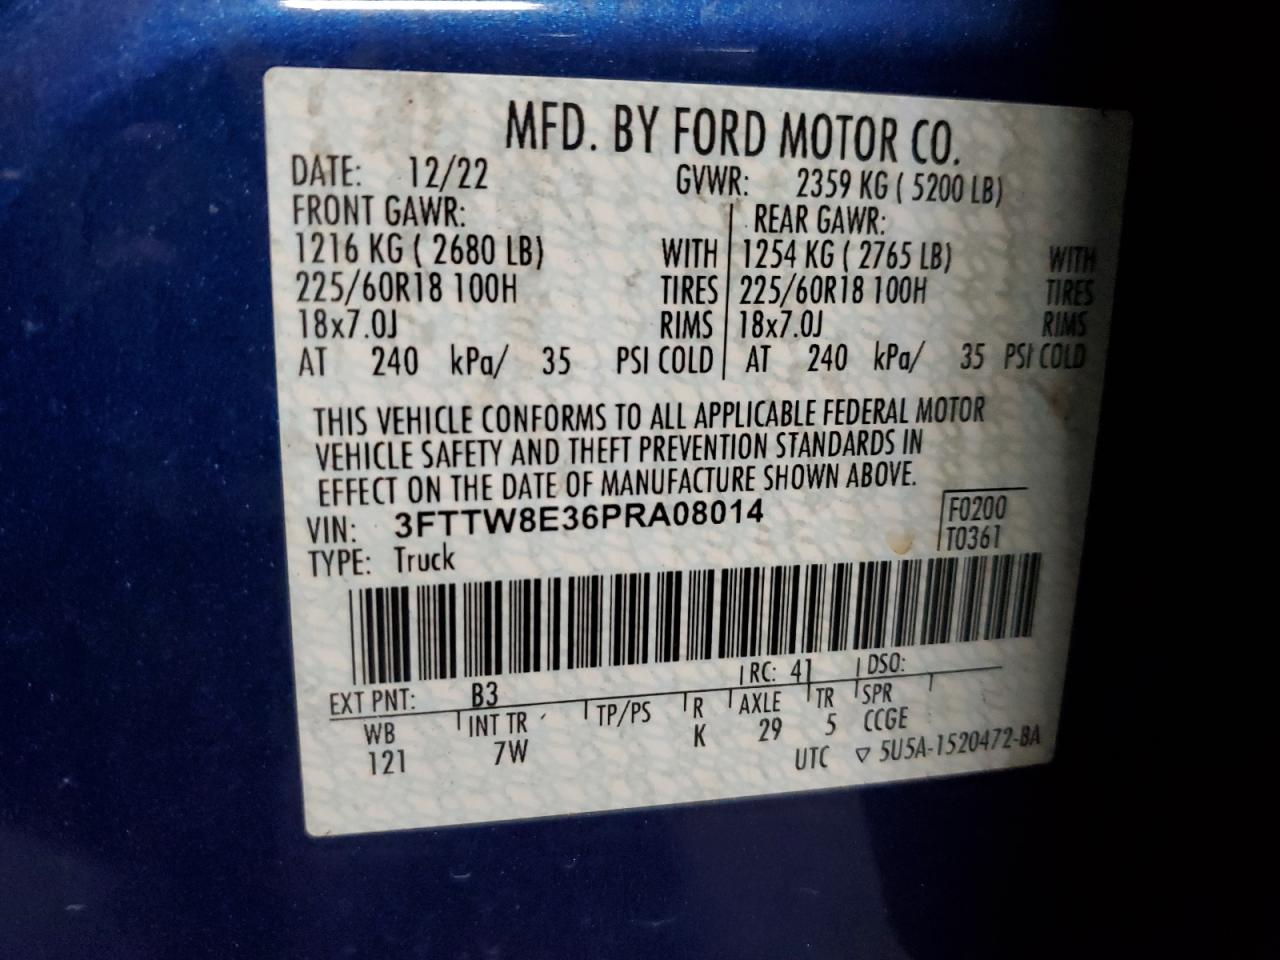 MFD. BY FORD MOTOR CO.
DATE: 12/22 GVWR: 2359 KG ( 5200 LB)
FRONT GAWR: REAR GAWR:
1216 KG ( 2680 LB) WITH 1254 KG ( 2765 LB) WITH
225/60R18 100H TIRES 225/60R18 100H TIRES
18x7.0J RIMS 18x7.0J RIMS
AT 240 kPa/ 35 PSI COLD AT 240 kPa/ 35 PSI COLD
THIS VEHICLE CONFORMS TO ALL APPLICABLE FEDERAL MOTOR
VEHICLE SAFETY AND THEFT PREVENTION STANDARDS IN
EFFECT ON THE DATE OF MANUFACTURE SHOWN ABOVE.
VIN: 3FTTW8E36PRA08014 F0200
TYPE: Truck T0361
EXT PNT: B3 RC: 41 DSO:
WB INT TR TP/PS R AXLE TR SPR
121 7W K 29 5 CCGE
UTC ▽ 5U5A-1520472-BA